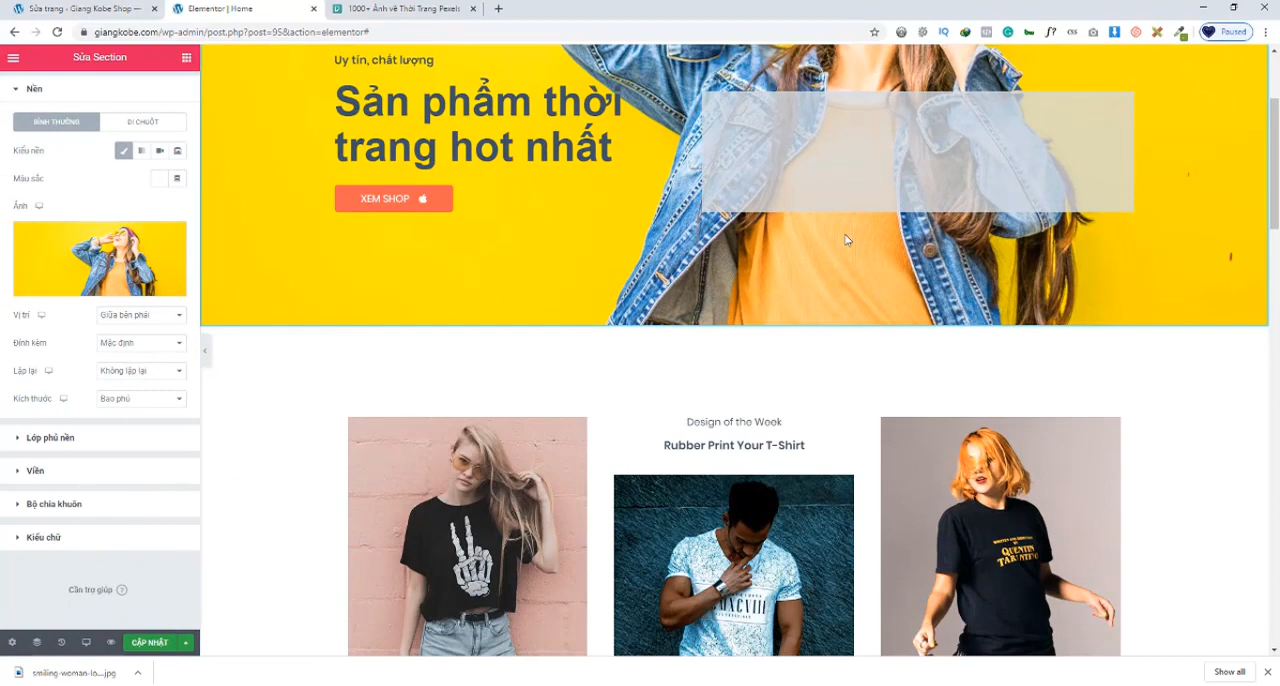 Sửa trang - Giang Kobe Shop —
Elementor | Home
1000+ Ảnh về Thời Trang Pexels
giangkobe.com/wp-admin/post.php?post=95&action=elementor#
Paused
Sửa Section
Nền
BÌNH THƯỜNG
DI CHUỘT
Kiểu nền
Màu sắc
Ảnh
Vị trí
Giữa bên phải
Đính kèm
Mặc định
Lặp lại
Không lặp lại
Kích thước
Bao phủ
Lớp phủ nền
Viền
Bộ chia khuôn
Kiểu chữ
Cần trợ giúp
CẬP NHẬT
Uy tín, chất lượng
Sản phẩm thời
trang hot nhất
XEM SHOP
Design of the Week
Rubber Print Your T-Shirt
QUENTIN
TARANTINO
smiling-woman-lo....jpg
Show all